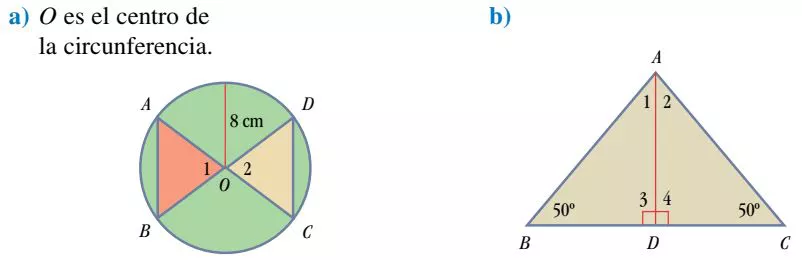 a) O es el centro de
la circunferencia.
A
D
8 cm
1
2
O
B
C
b)
A
1
2
3
4
50º
50º
B
D
C